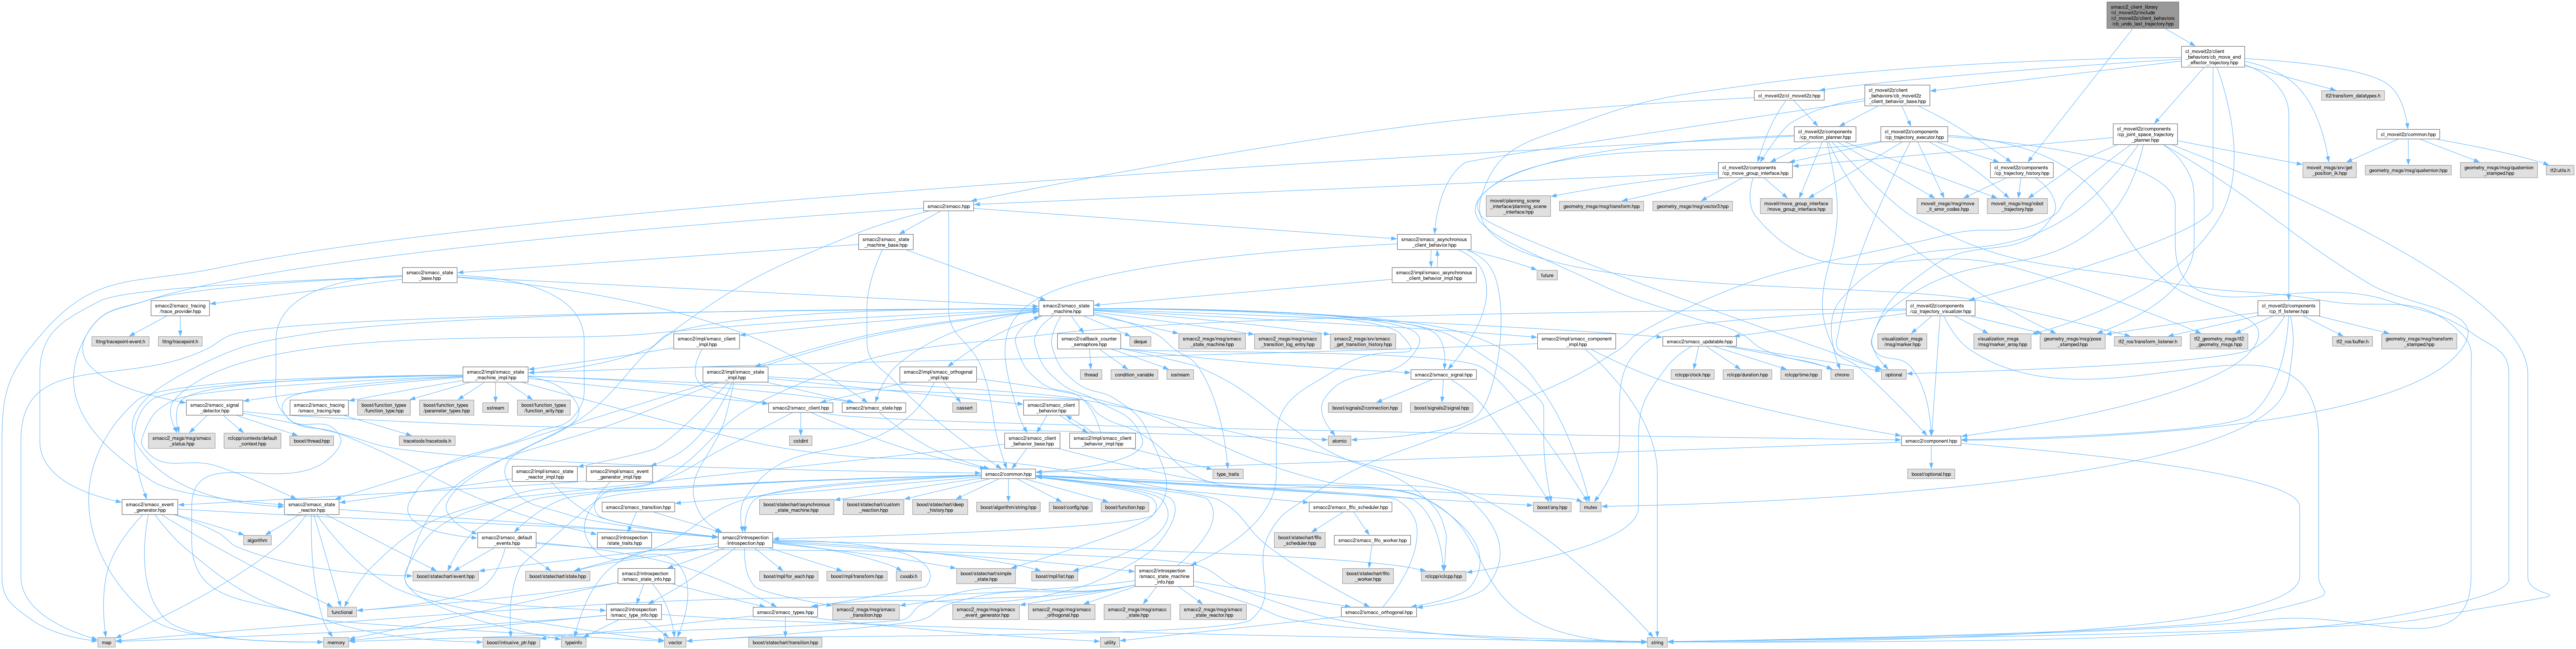 smacc2_client_library
/cl_moveit2z/include
/cl_moveit2z/client_behaviors
/cb_undo_last_trajectory.hpp
cl_moveit2z/client
_behaviors/cb_move_end
_effector_trajectory.hpp
cl_moveit2z/cl_moveit2z.hpp
cl_moveit2z/client
_behaviors/cb_moveit2z
_client_behavior_base.hpp
tf2/transform_datatypes.h
cl_moveit2z/components
/cp_motion_planner.hpp
cl_moveit2z/components
/cp_trajectory_executor.hpp
cl_moveit2z/components
/cp_joint_space_trajectory
_planner.hpp
cl_moveit2z/common.hpp
cl_moveit2z/components
/cp_move_group_interface.hpp
cl_moveit2z/components
/cp_trajectory_history.hpp
moveit_msgs/srv/get
_position_ik.hpp
geometry_msgs/msg/quaternion.hpp
geometry_msgs/msg/quaternion
_stamped.hpp
tf2/utils.h
smacc2/smacc.hpp
moveit/planning_scene
_interface/planning_scene
_interface.hpp
geometry_msgs/msg/transform.hpp
geometry_msgs/msg/vector3.hpp
moveit/move_group_interface
/move_group_interface.hpp
moveit_msgs/msg/move
_it_error_codes.hpp
moveit_msgs/msg/robot
_trajectory.hpp
smacc2/smacc_state
_machine_base.hpp
smacc2/smacc_asynchronous
_client_behavior.hpp
smacc2/smacc_state
_base.hpp
smacc2/impl/smacc_asynchronous
_client_behavior_impl.hpp
future
smacc2/smacc_tracing
/trace_provider.hpp
smacc2/smacc_state
_machine.hpp
cl_moveit2z/components
/cp_trajectory_visualizer.hpp
cl_moveit2z/components
/cp_tf_listener.hpp
lttng/tracepoint-event.h
lttng/tracepoint.h
smacc2/impl/smacc_client
_impl.hpp
smacc2/callback_counter
_semaphore.hpp
deque
smacc2_msgs/msg/smacc
_state_machine.hpp
smacc2_msgs/msg/smacc
_transition_log_entry.hpp
smacc2_msgs/srv/smacc
_get_transition_history.hpp
smacc2/smacc_updatable.hpp
smacc2/impl/smacc_component
_impl.hpp
visualization_msgs
/msg/marker.hpp
visualization_msgs
/msg/marker_array.hpp
geometry_msgs/msg/pose
_stamped.hpp
tf2_ros/transform_listener.h
tf2_geometry_msgs/tf2
_geometry_msgs.hpp
tf2_ros/buffer.h
geometry_msgs/msg/transform
_stamped.hpp
smacc2/impl/smacc_state
_machine_impl.hpp
smacc2/impl/smacc_state
_impl.hpp
smacc2/impl/smacc_orthogonal
_impl.hpp
thread
condition_variable
iostream
smacc2/smacc_signal.hpp
rclcpp/clock.hpp
rclcpp/duration.hpp
rclcpp/time.hpp
chrono
optional
smacc2/smacc_signal
_detector.hpp
smacc2/smacc_tracing
/smacc_tracing.hpp
boost/function_types
/function_type.hpp
boost/function_types
/parameter_types.hpp
sstream
boost/function_types
/function_arity.hpp
smacc2/smacc_client.hpp
smacc2/smacc_state.hpp
cassert
smacc2/smacc_client
_behavior.hpp
boost/signals2/connection.hpp
boost/signals2/signal.hpp
smacc2_msgs/msg/smacc
_status.hpp
rclcpp/contexts/default
_context.hpp
boost/thread.hpp
tracetools/tracetools.h
cstdint
smacc2/smacc_client
_behavior_base.hpp
smacc2/impl/smacc_client
_behavior_impl.hpp
atomic
smacc2/component.hpp
smacc2/impl/smacc_state
_reactor_impl.hpp
smacc2/impl/smacc_event
_generator_impl.hpp
smacc2/common.hpp
type_traits
boost/optional.hpp
smacc2/smacc_event
_generator.hpp
smacc2/smacc_state
_reactor.hpp
smacc2/smacc_transition.hpp
boost/statechart/asynchronous
_state_machine.hpp
boost/statechart/custom
_reaction.hpp
boost/statechart/deep
_history.hpp
boost/algorithm/string.hpp
boost/config.hpp
boost/function.hpp
smacc2/smacc_fifo_scheduler.hpp
boost/any.hpp
mutex
algorithm
smacc2/smacc_default
_events.hpp
smacc2/introspection
/state_traits.hpp
smacc2/introspection
/introspection.hpp
boost/statechart/fifo
_scheduler.hpp
smacc2/smacc_fifo_worker.hpp
boost/statechart/event.hpp
boost/statechart/state.hpp
smacc2/introspection
/smacc_state_info.hpp
boost/mpl/for_each.hpp
boost/mpl/transform.hpp
cxxabi.h
boost/statechart/simple
_state.hpp
boost/mpl/list.hpp
smacc2/introspection
/smacc_state_machine
_info.hpp
boost/statechart/fifo
_worker.hpp
rclcpp/rclcpp.hpp
functional
smacc2/introspection
/smacc_type_info.hpp
smacc2/smacc_types.hpp
smacc2_msgs/msg/smacc
_transition.hpp
smacc2_msgs/msg/smacc
_event_generator.hpp
smacc2_msgs/msg/smacc
_orthogonal.hpp
smacc2_msgs/msg/smacc
_state.hpp
smacc2_msgs/msg/smacc
_state_reactor.hpp
smacc2/smacc_orthogonal.hpp
map
memory
boost/intrusive_ptr.hpp
typeinfo
vector
boost/statechart/transition.hpp
utility
string